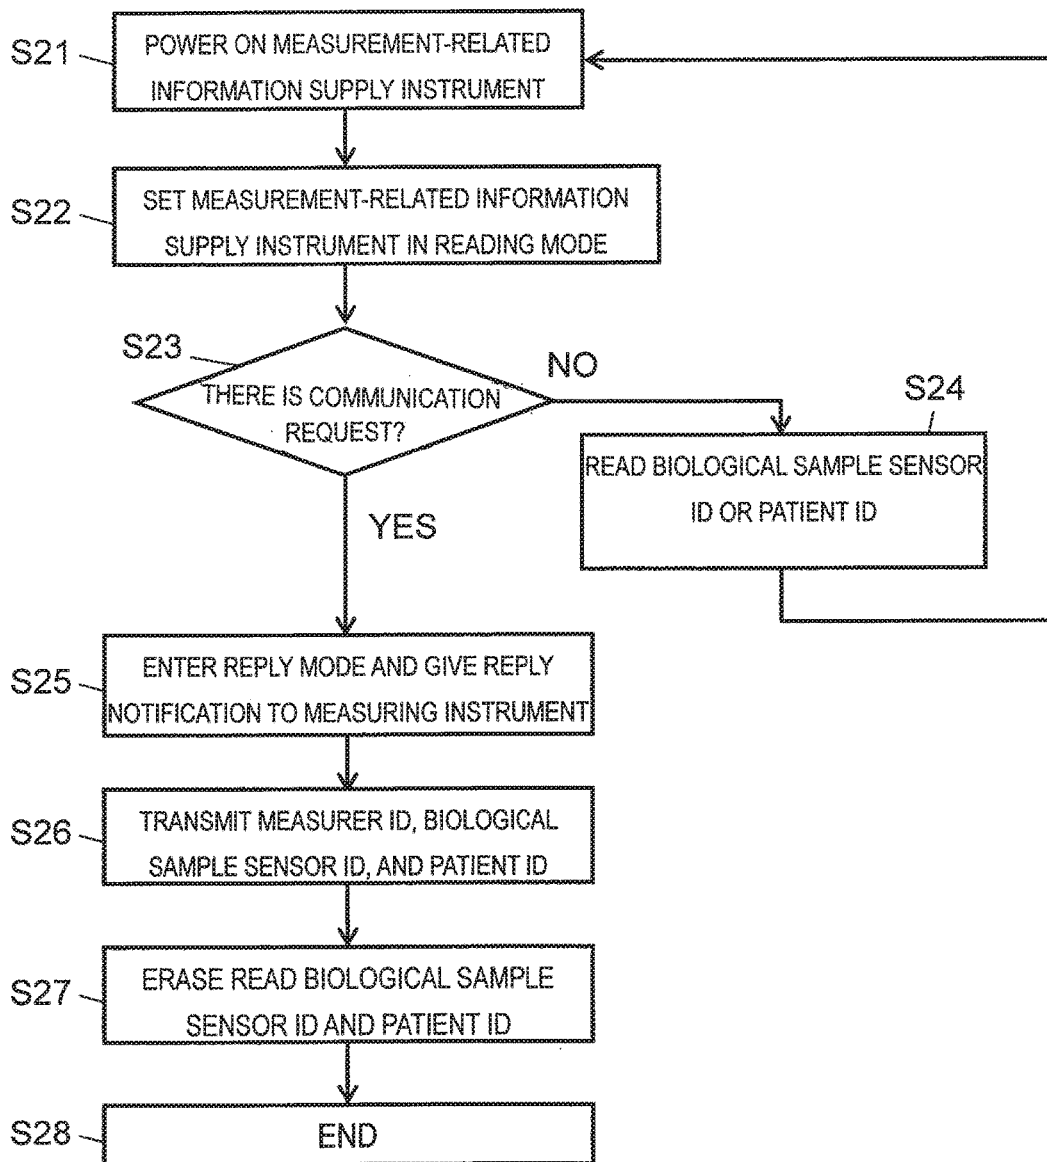 S21
POWER ON MEASUREMENT-RELATED
INFORMATION SUPPLY INSTRUMENT
S22
SET MEASUREMENT-RELATED INFORMATION
SUPPLY INSTRUMENT IN READING MODE
S23
THERE IS COMMUNICATION
REQUEST?
NO
S24
READ BIOLOGICAL SAMPLE SENSOR
ID OR PATIENT ID
YES
S25
ENTER REPLY MODE AND GIVE REPLY
NOTIFICATION TO MEASURING INSTRUMENT
S26
TRANSMIT MEASURER ID, BIOLOGICAL
SAMPLE SENSOR ID, AND PATIENT ID
S27
ERASE READ BIOLOGICAL SAMPLE
SENSOR ID AND PATIENT ID
S28
END